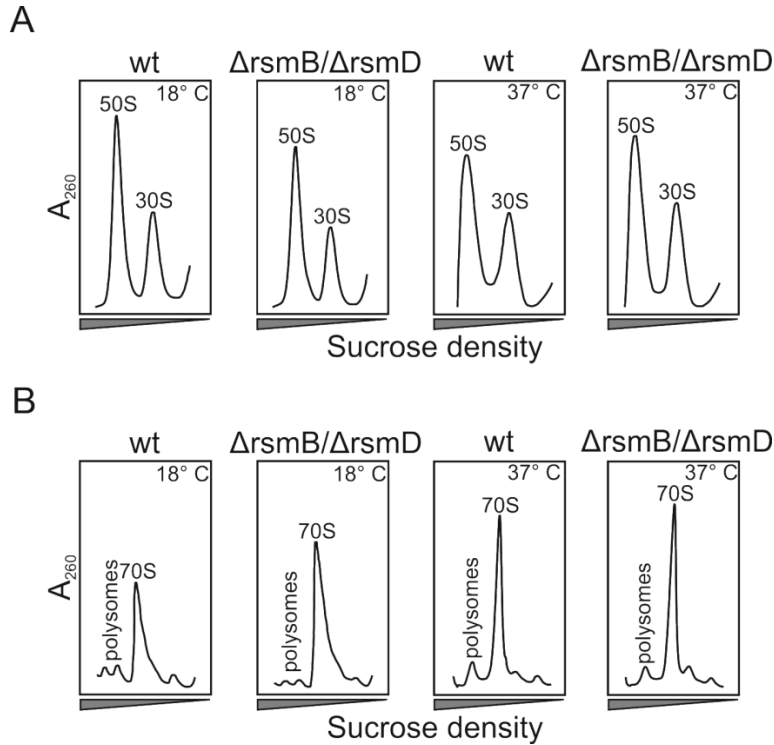 A
wt
ΔrsmB/ΔrsmD
wt
ΔrsmB/ΔrsmD
18° C
18° C
37° C
37° C
50S
30S
50S
30S
50S
30S
50S
30S
A260
Sucrose density
B
wt
ΔrsmB/ΔrsmD
wt
ΔrsmB/ΔrsmD
18° C
18° C
37° C
37° C
polysomes
70S
polysomes
70S
polysomes
70S
polysomes
70S
A260
Sucrose density